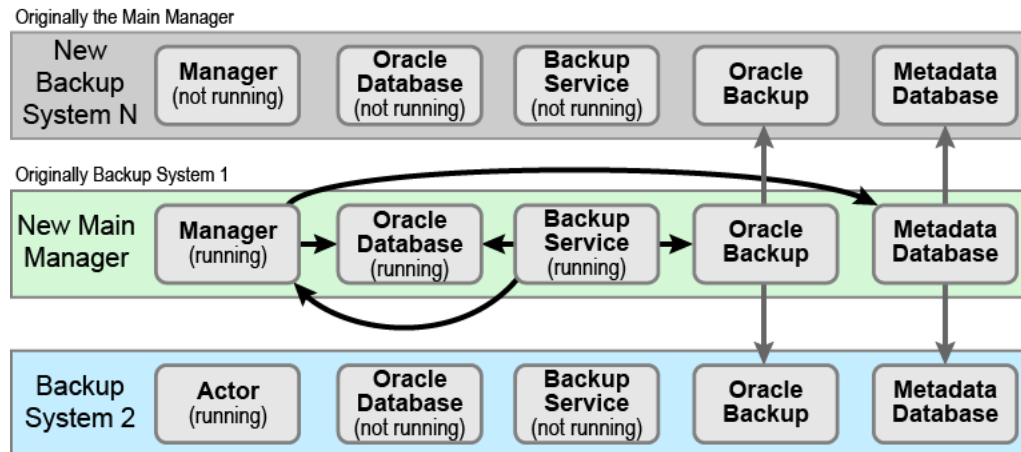 Originally the Main Manager
New
Backup
System N
Manager
(not running)
Oracle
Database
(not running)
Backup
Service
(not running)
Oracle
Backup
Metadata
Database
Originally Backup System 1
New Main
Manager
Manager
(running)
Oracle
Database
(running)
Backup
Service
(running)
Oracle
Backup
Metadata
Database
Backup
System 2
Actor
(running)
Oracle
Database
(not running)
Backup
Service
(not running)
Oracle
Backup
Metadata
Database